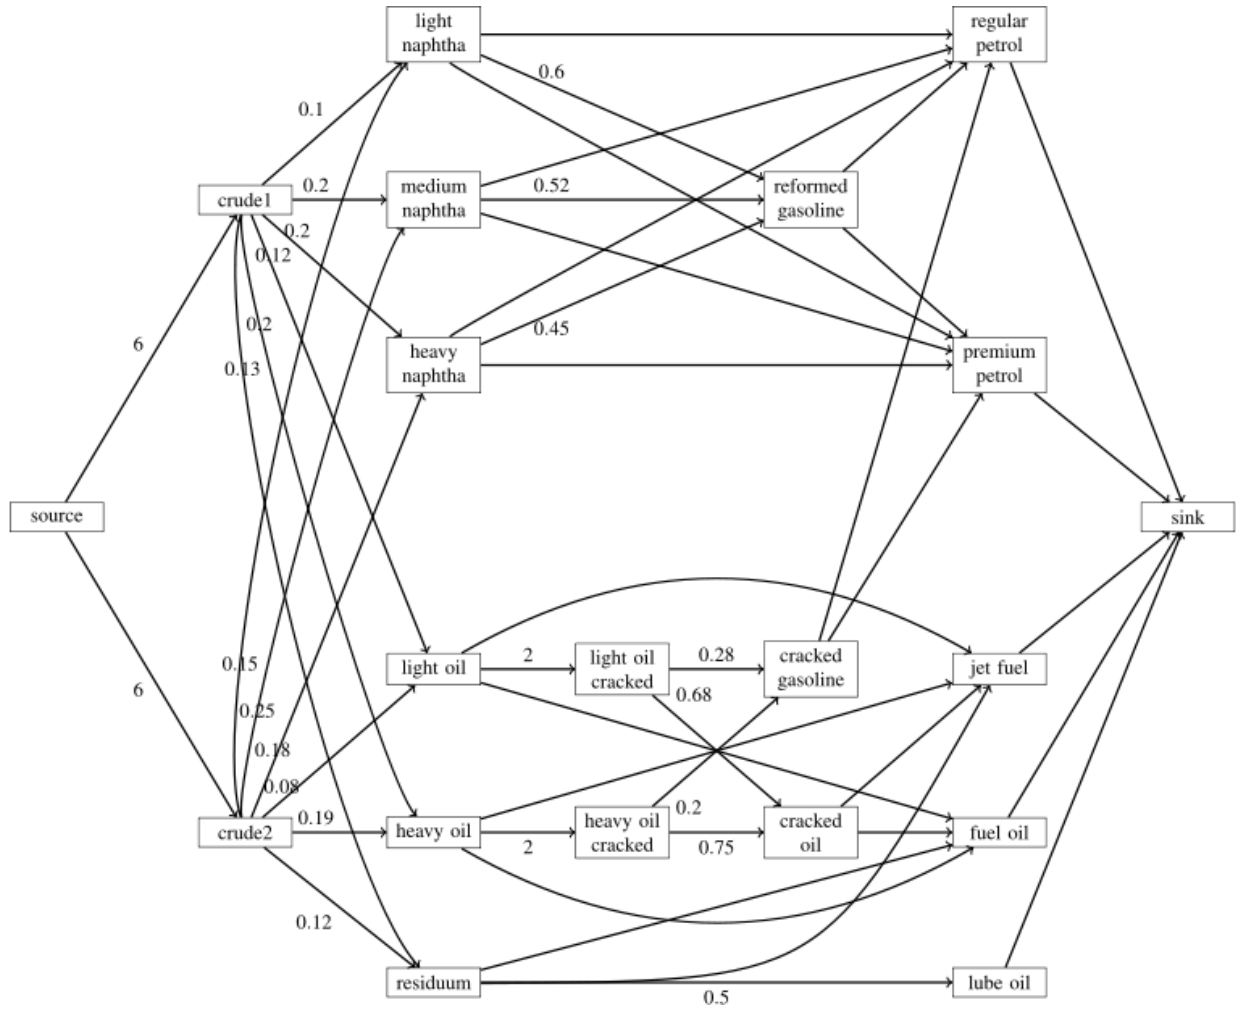 light
naphtha
regular
petrol
0.6
0.1
crude1
0.2
medium
naphtha
0.52
reformed
gasoline
0.2
0.12
0.2
0.45
6
0.13
heavy
naphtha
premium
petrol
source
sink
0.15
light oil
2
light oil
cracked
0.28
0.68
cracked
gasoline
jet fuel
6
0.25
0.18
0.08
crude2
0.19
heavy oil
2
heavy oil
cracked
0.2
0.75
cracked
oil
fuel oil
0.12
residuum
0.5
lube oil